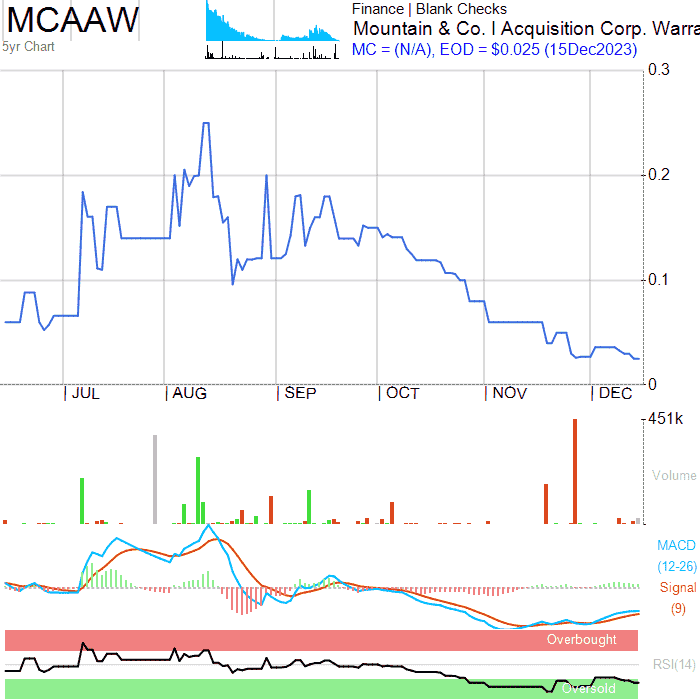 MCAAW
5yr Chart
Finance | Blank Checks
Mountain & Co. I Acquisition Corp. Warra
MC = (N/A), EOD = $0.025 (15Dec2023)
0.3
0.2
0.1
0
JUL AUG SEP OCT NOV DEC
451k
Volume
MACD
(12-26)
Signal
(9)
Overbought
RSI(14)
Oversold